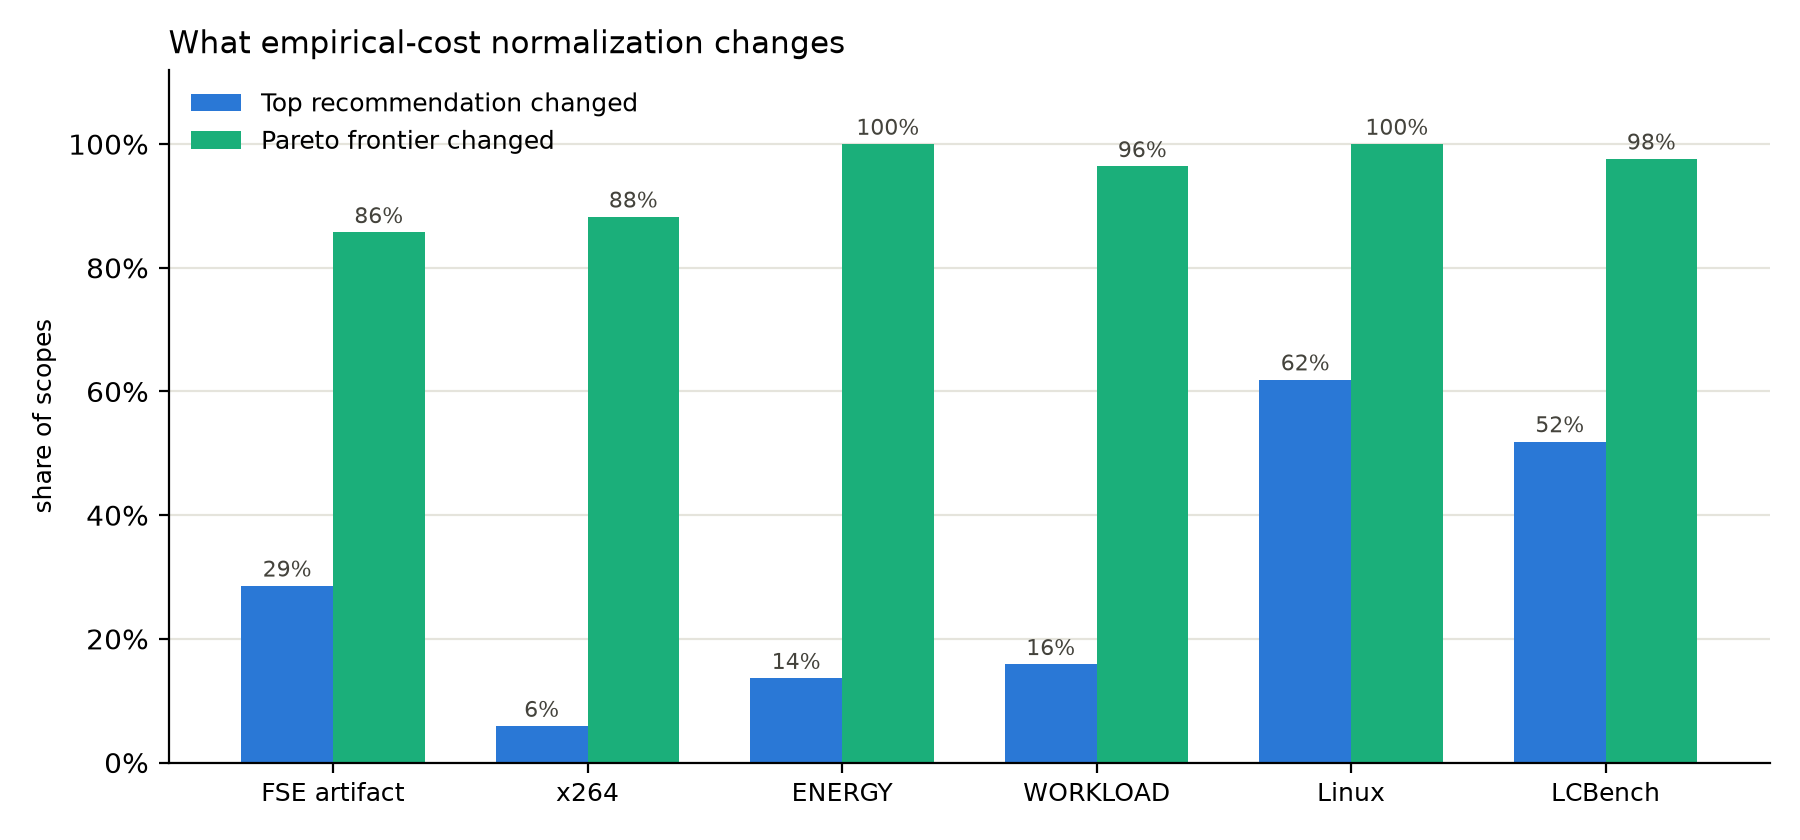 What empirical-cost normalization changes
Top recommendation changed
Pareto frontier changed
share of scopes
100%
80%
60%
40%
20%
0%
29%
86%
6%
88%
14%
100%
16%
96%
62%
100%
52%
98%
FSE artifact
x264
ENERGY
WORKLOAD
Linux
LCBench